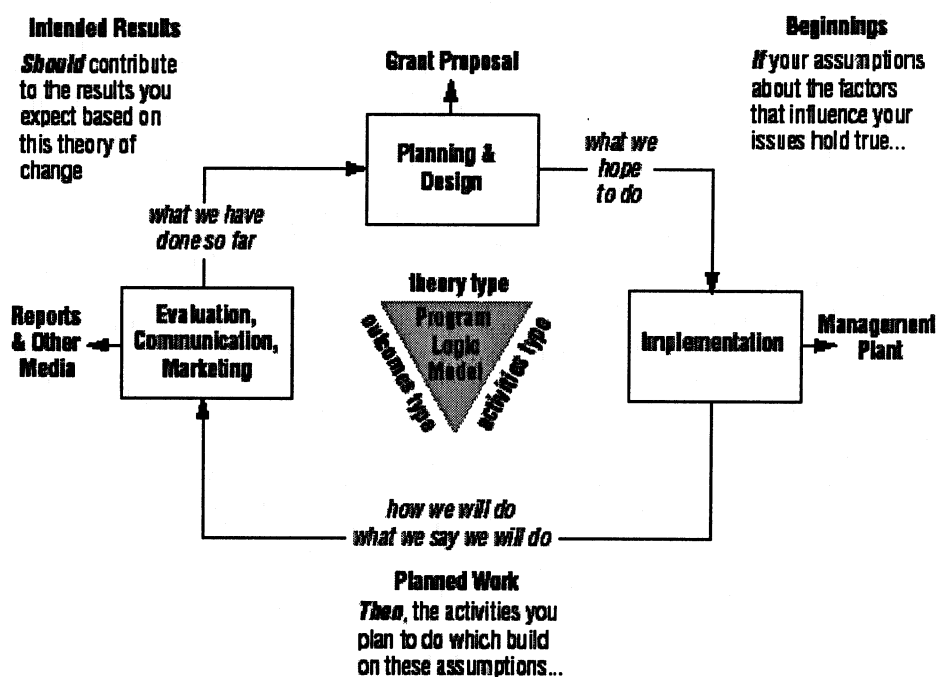 Intended Results
Should contribute
to the results you
expect based on
this theory of
change
Grant Proposal
Beginnings
If your assumptions
about the factors
that influence your
issues hold true...
Planning &
Design
what we
hope
to do
what we have
done so far
theory type
Program
Logic
Model
outcomes type
activities type
Reports
& Other
Media
Evaluation,
Communication,
Marketing
Implementation
Management
Plant
how we will do
what we say we will do
Planned Work
Then, the activities you
plan to do which build
on these assumptions...